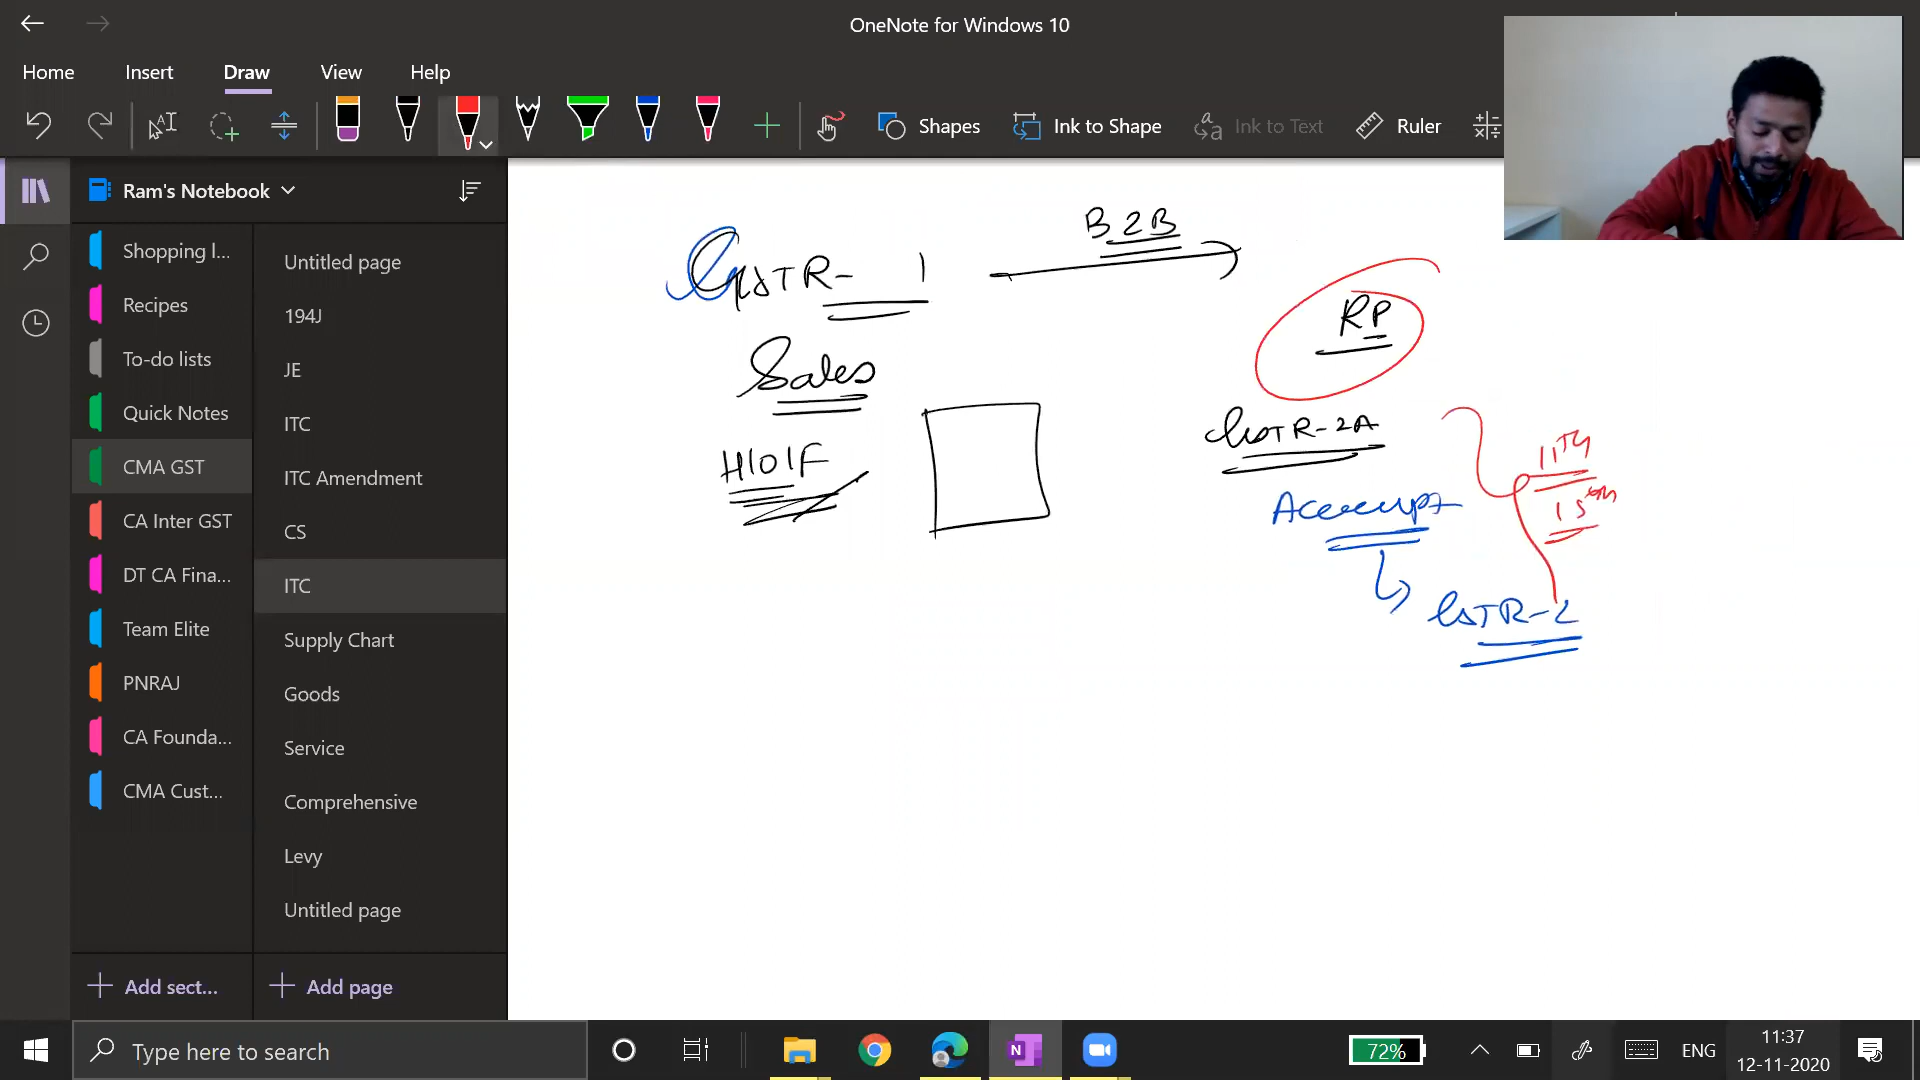 OneNote for Windows 10
Home Insert Draw View Help
Shapes Ink to Shape Ink to Text Ruler
Ram's Notebook
Shopping l...
Recipes
To-do lists
Quick Notes
CMA GST
CA Inter GST
DT CA Fina...
Team Elite
PNRAJ
CA Founda...
CMA Cust...
Add sect...
Untitled page
194J
JE
ITC
ITC Amendment
CS
ITC
Supply Chart
Goods
Service
Comprehensive
Levy
Untitled page
Add page
GSTR- 1
B2B
RP
Sales
GSTR-2A
H101F
11TH
15TH
GSTR-2
Type here to search
72%
ENG
11:37
12-11-2020